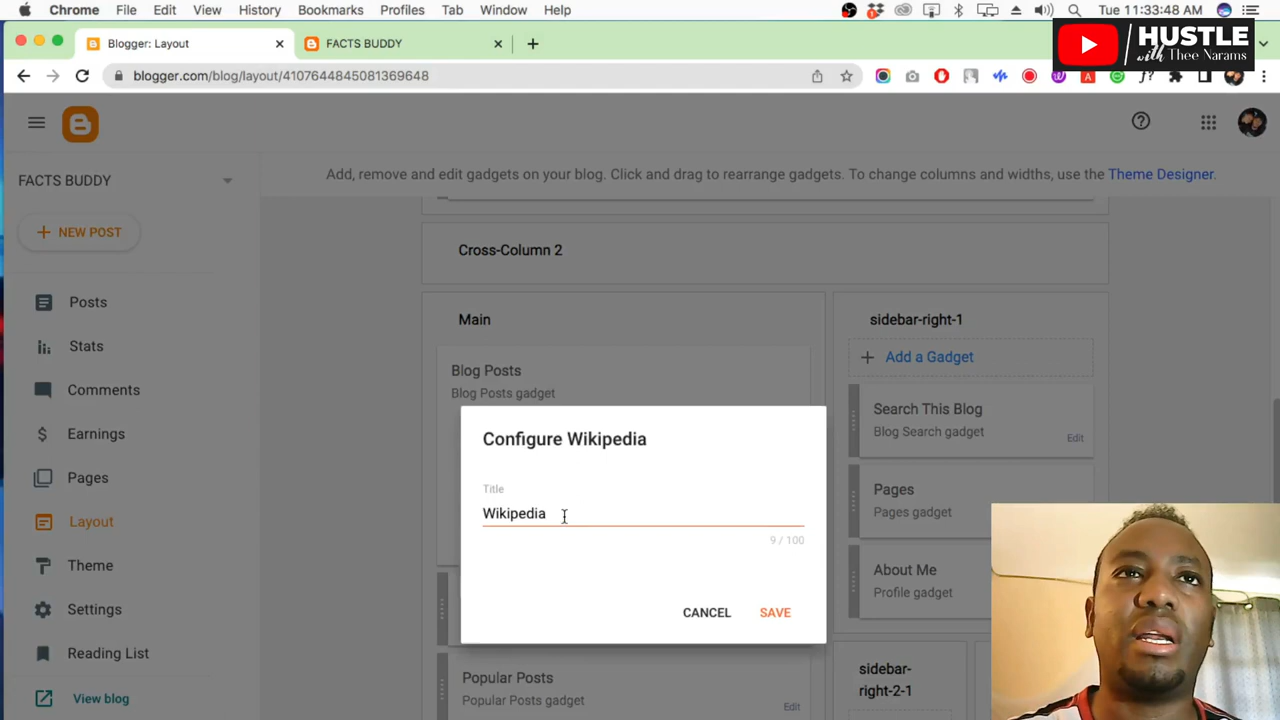 Chrome File Edit View History Bookmarks Profiles Tab Window Help Tue 11:33:48 AM
Blogger: Layout
FACTS BUDDY
HUSTLE
with Thee Narams
blogger.com/blog/layout/4107644845081369648
FACTS BUDDY
Add, remove and edit gadgets on your blog. Click and drag to rearrange gadgets. To change columns and widths, use the Theme Designer.
NEW POST
Posts
Stats
Comments
Earnings
Pages
Layout
Theme
Settings
Reading List
View blog
Cross-Column 2
Main
Blog Posts
Blog Posts gadget
Configure Wikipedia
Title
Wikipedia
9 / 100
CANCEL SAVE
Popular Posts
Popular Posts gadget
Edit
sidebar-right-1
Add a Gadget
Search This Blog
Blog Search gadget
Edit
Pages
Pages gadget
About Me
Profile gadget
sidebar-
right-2-1